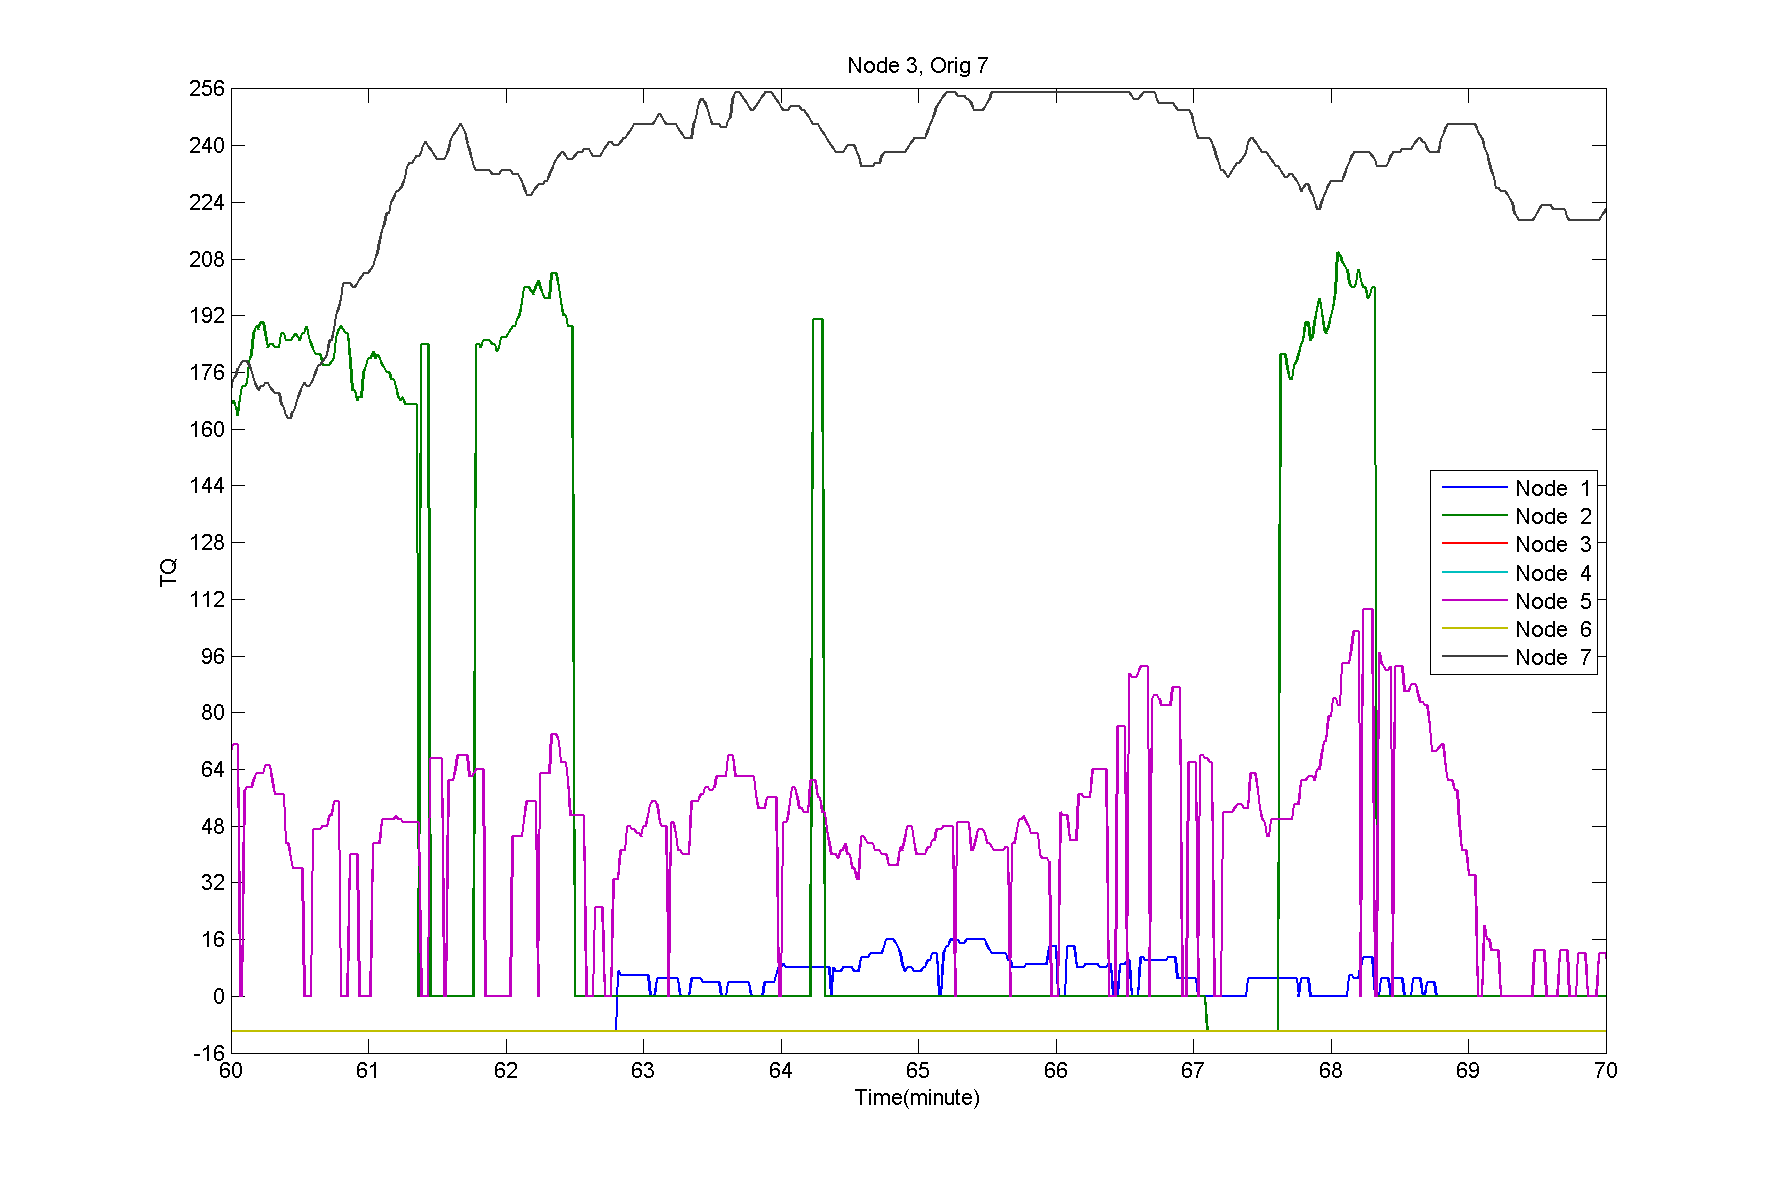 Node 3, Orig 7
256
240
224
208
192
176
160
144
128
112
96
80
64
48
32
16
0
-16
TQ
Node 1
Node 2
Node 3
Node 4
Node 5
Node 6
Node 7
60 61 62 63 64 65 66 67 68 69 70
Time(minute)